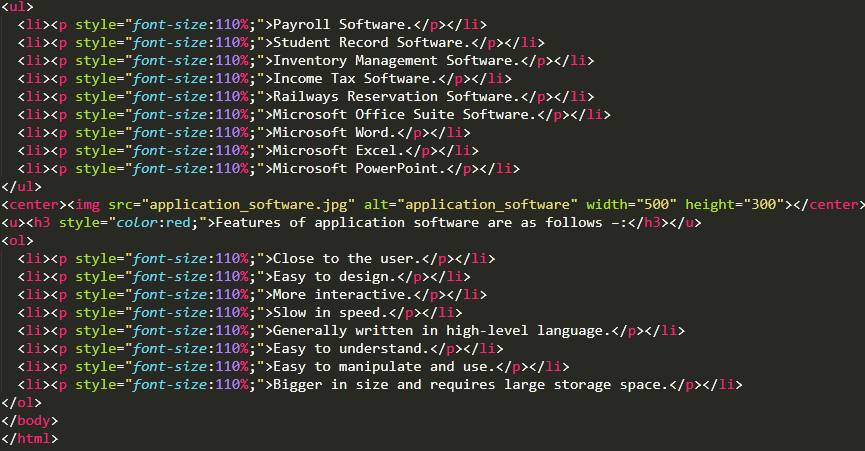 <ul>
<li><p style="font-size:110%;">Payroll Software.</p></li>
<li><p style="font-size:110%;">Student Record Software.</p></li>
<li><p style="font-size:110%;">Inventory Management Software.</p></li>
<li><p style="font-size:110%;">Income Tax Software.</p></li>
<li><p style="font-size:110%;">Railways Reservation Software.</p></li>
<li><p style="font-size:110%;">Microsoft Office Suite Software.</p></li>
<li><p style="font-size:110%;">Microsoft Word.</p></li>
<li><p style="font-size:110%;">Microsoft Excel.</p></li>
<li><p style="font-size:110%;">Microsoft PowerPoint.</p></li>
</ul>
<center><img src="application_software.jpg" alt="application_software" width="500" height="300"></center>
<u><h3 style="color:red;">Features of application software are as follows –:</h3></u>
<ol>
<li><p style="font-size:110%;">Close to the user.</p></li>
<li><p style="font-size:110%;">Easy to design.</p></li>
<li><p style="font-size:110%;">More interactive.</p></li>
<li><p style="font-size:110%;">Slow in speed.</p></li>
<li><p style="font-size:110%;">Generally written in high-level language.</p></li>
<li><p style="font-size:110%;">Easy to understand.</p></li>
<li><p style="font-size:110%;">Easy to manipulate and use.</p></li>
<li><p style="font-size:110%;">Bigger in size and requires large storage space.</p></li>
</ol>
</body>
</html>